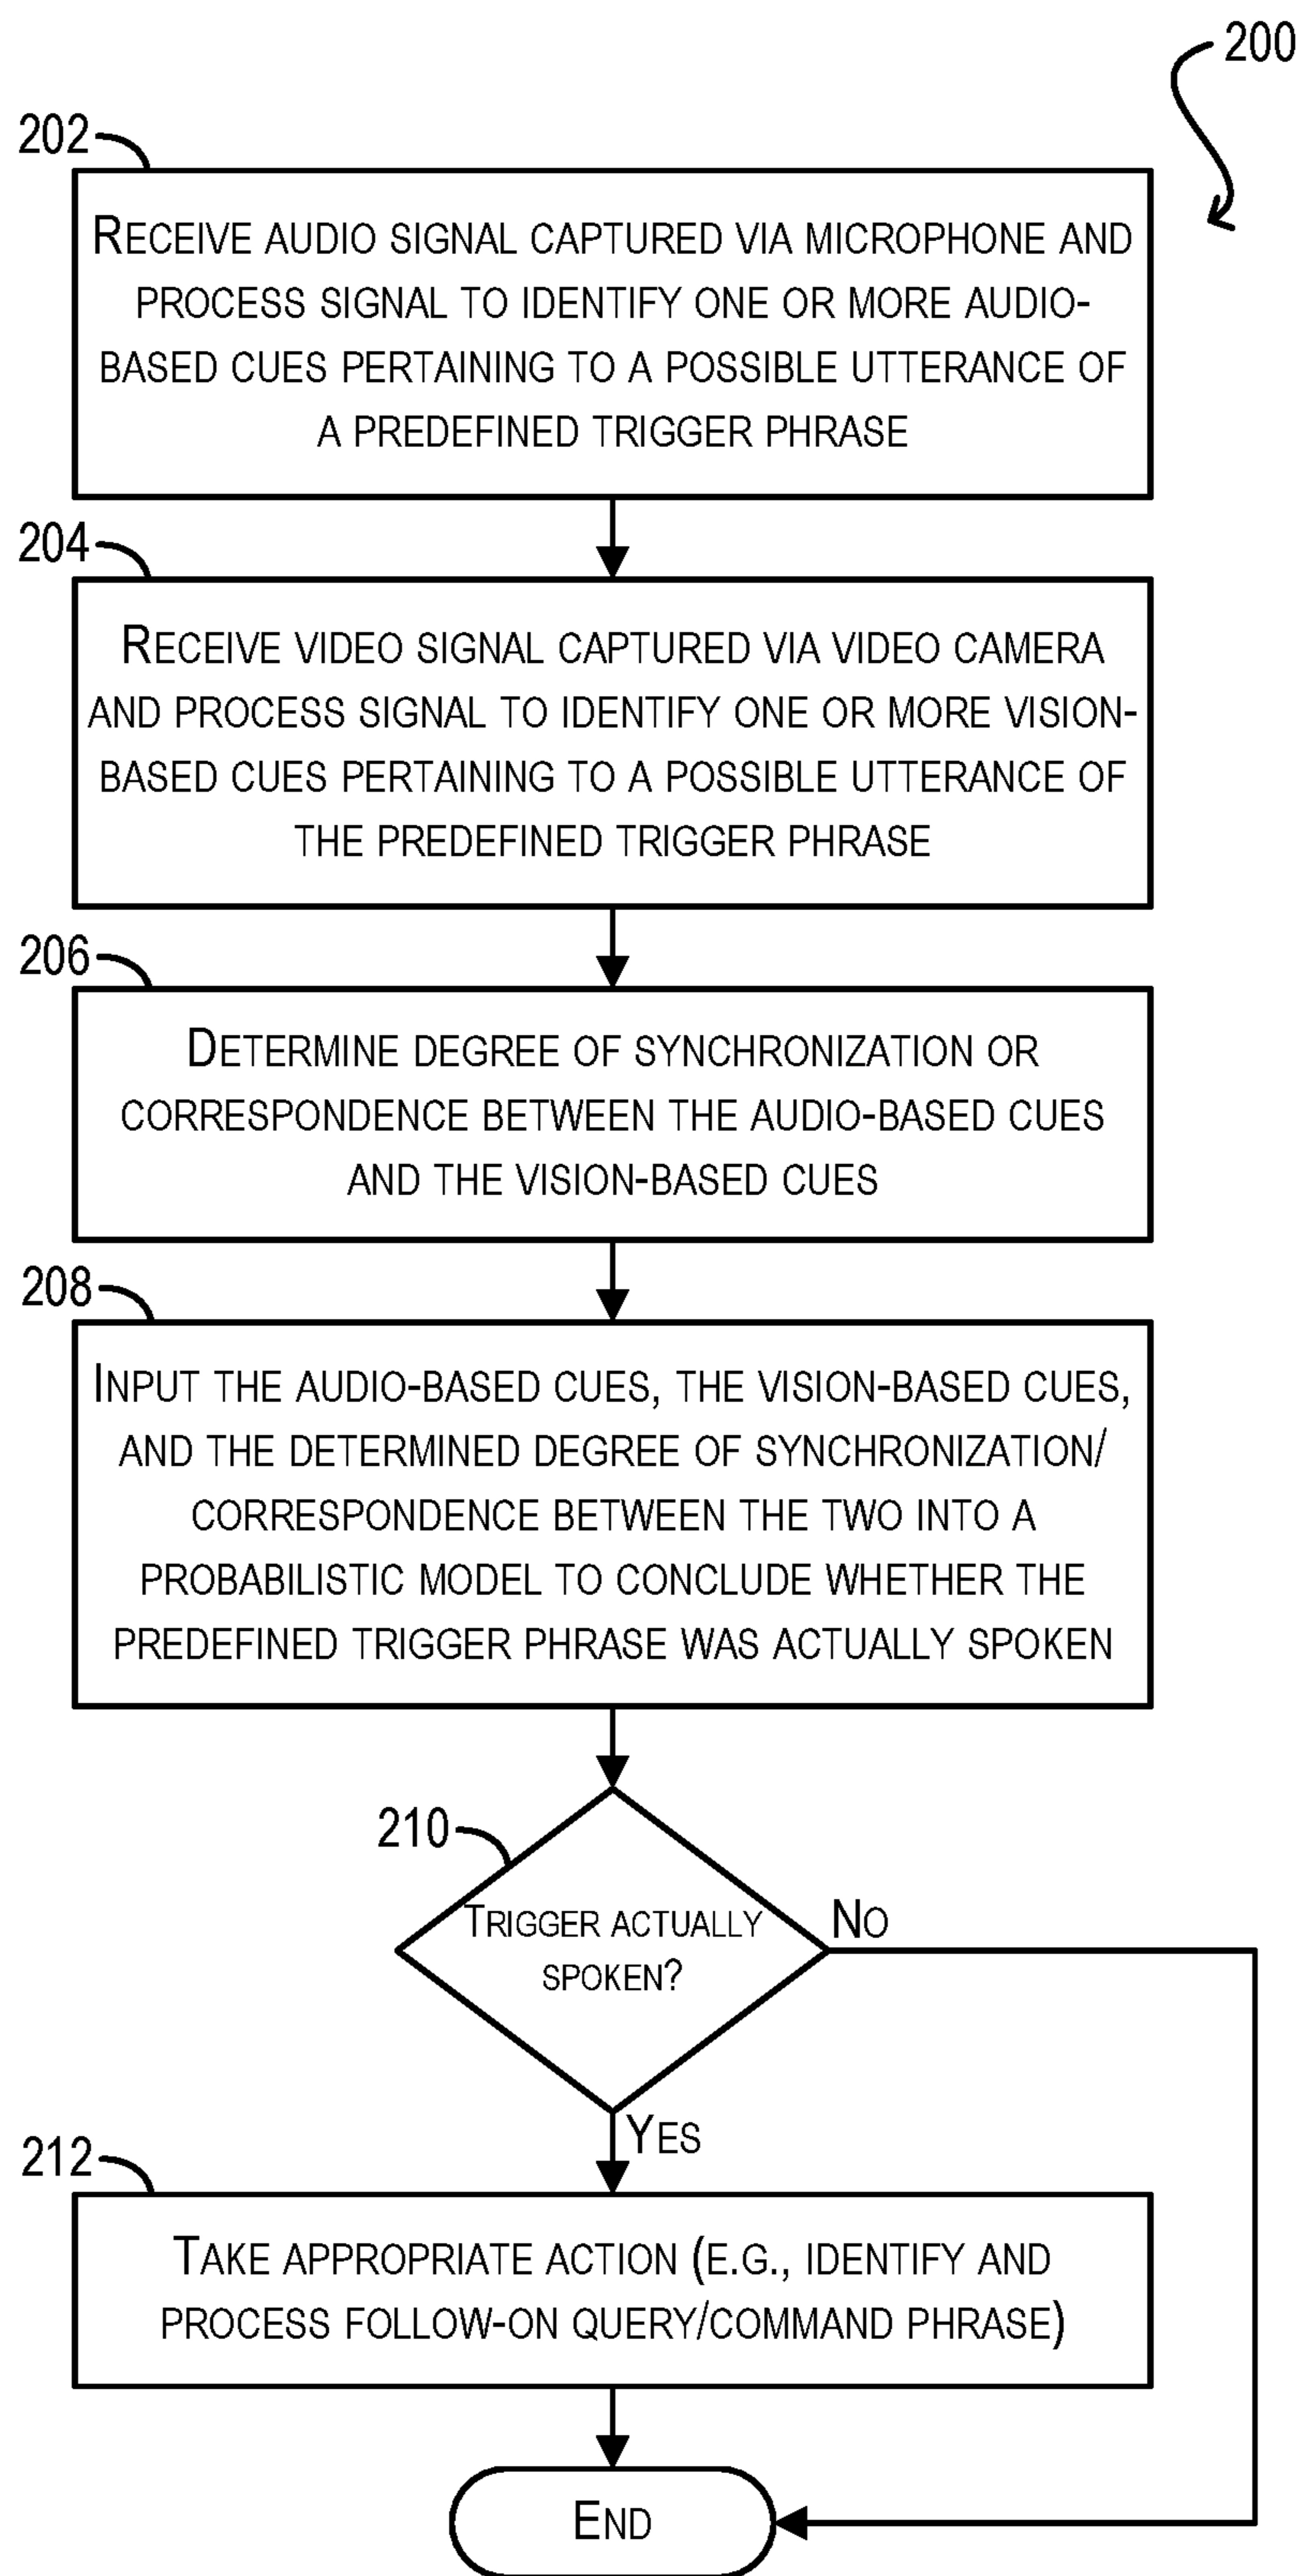 200
202
RECEIVE AUDIO SIGNAL CAPTURED VIA MICROPHONE AND
PROCESS SIGNAL TO IDENTIFY ONE OR MORE AUDIO-
BASED CUES PERTAINING TO A POSSIBLE UTTERANCE OF
A PREDEFINED TRIGGER PHRASE
204
RECEIVE VIDEO SIGNAL CAPTURED VIA VIDEO CAMERA
AND PROCESS SIGNAL TO IDENTIFY ONE OR MORE VISION-
BASED CUES PERTAINING TO A POSSIBLE UTTERANCE OF
THE PREDEFINED TRIGGER PHRASE
206
DETERMINE DEGREE OF SYNCHRONIZATION OR
CORRESPONDENCE BETWEEN THE AUDIO-BASED CUES
AND THE VISION-BASED CUES
208
INPUT THE AUDIO-BASED CUES, THE VISION-BASED CUES,
AND THE DETERMINED DEGREE OF SYNCHRONIZATION/
CORRESPONDENCE BETWEEN THE TWO INTO A
PROBABILISTIC MODEL TO CONCLUDE WHETHER THE
PREDEFINED TRIGGER PHRASE WAS ACTUALLY SPOKEN
210
TRIGGER ACTUALLY
SPOKEN?
NO
YES
212
TAKE APPROPRIATE ACTION (E.G., IDENTIFY AND
PROCESS FOLLOW-ON QUERY/COMMAND PHRASE)
END